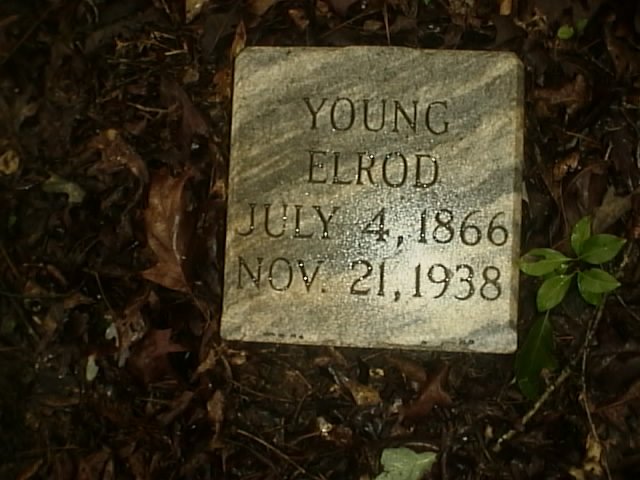 YOUNG
ELROD
JULY 4, 1866
NOV. 21, 1938